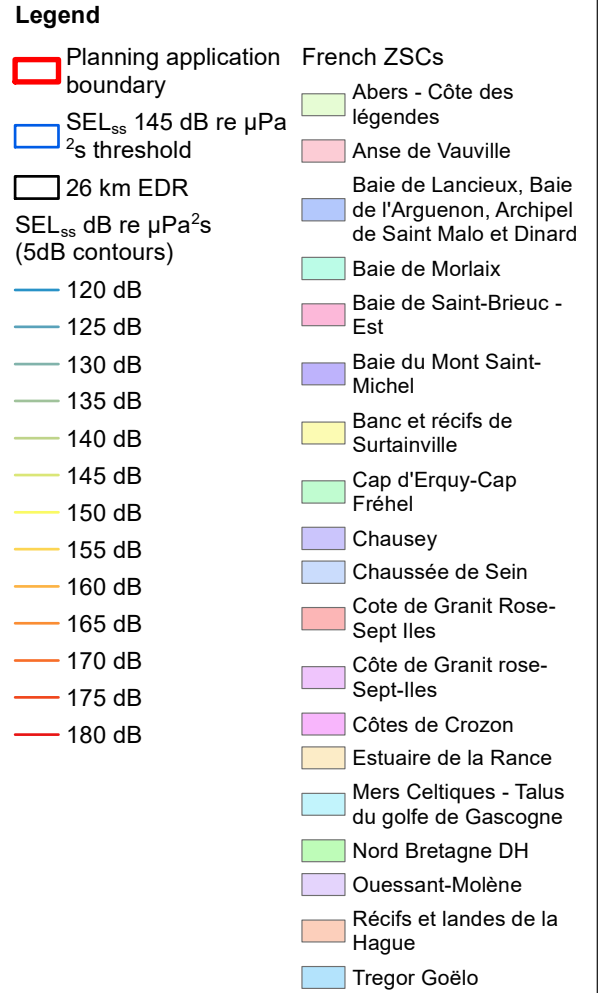 Legend
Planning application
boundary
SELss 145 dB re µPa
²s threshold
26 km EDR
SELss dB re µPa²s
(5dB contours)
120 dB
125 dB
130 dB
135 dB
140 dB
145 dB
150 dB
155 dB
160 dB
165 dB
170 dB
175 dB
180 dB
French ZSCs
Abers - Côte des
légendes
Anse de Vauville
Baie de Lancieux, Baie
de l'Arguenon, Archipel
de Saint Malo et Dinard
Baie de Morlaix
Baie de Saint-Brieuc -
Est
Baie du Mont Saint-
Michel
Banc et récifs de
Surtainville
Cap d'Erquy-Cap
Fréhel
Chausey
Chaussée de Sein
Cote de Granit Rose-
Sept Iles
Côte de Granit rose-
Sept-Iles
Côtes de Crozon
Estuaire de la Rance
Mers Celtiques - Talus
du golfe de Gascogne
Nord Bretagne DH
Ouessant-Molène
Récifs et landes de la
Hague
Tregor Goëlo